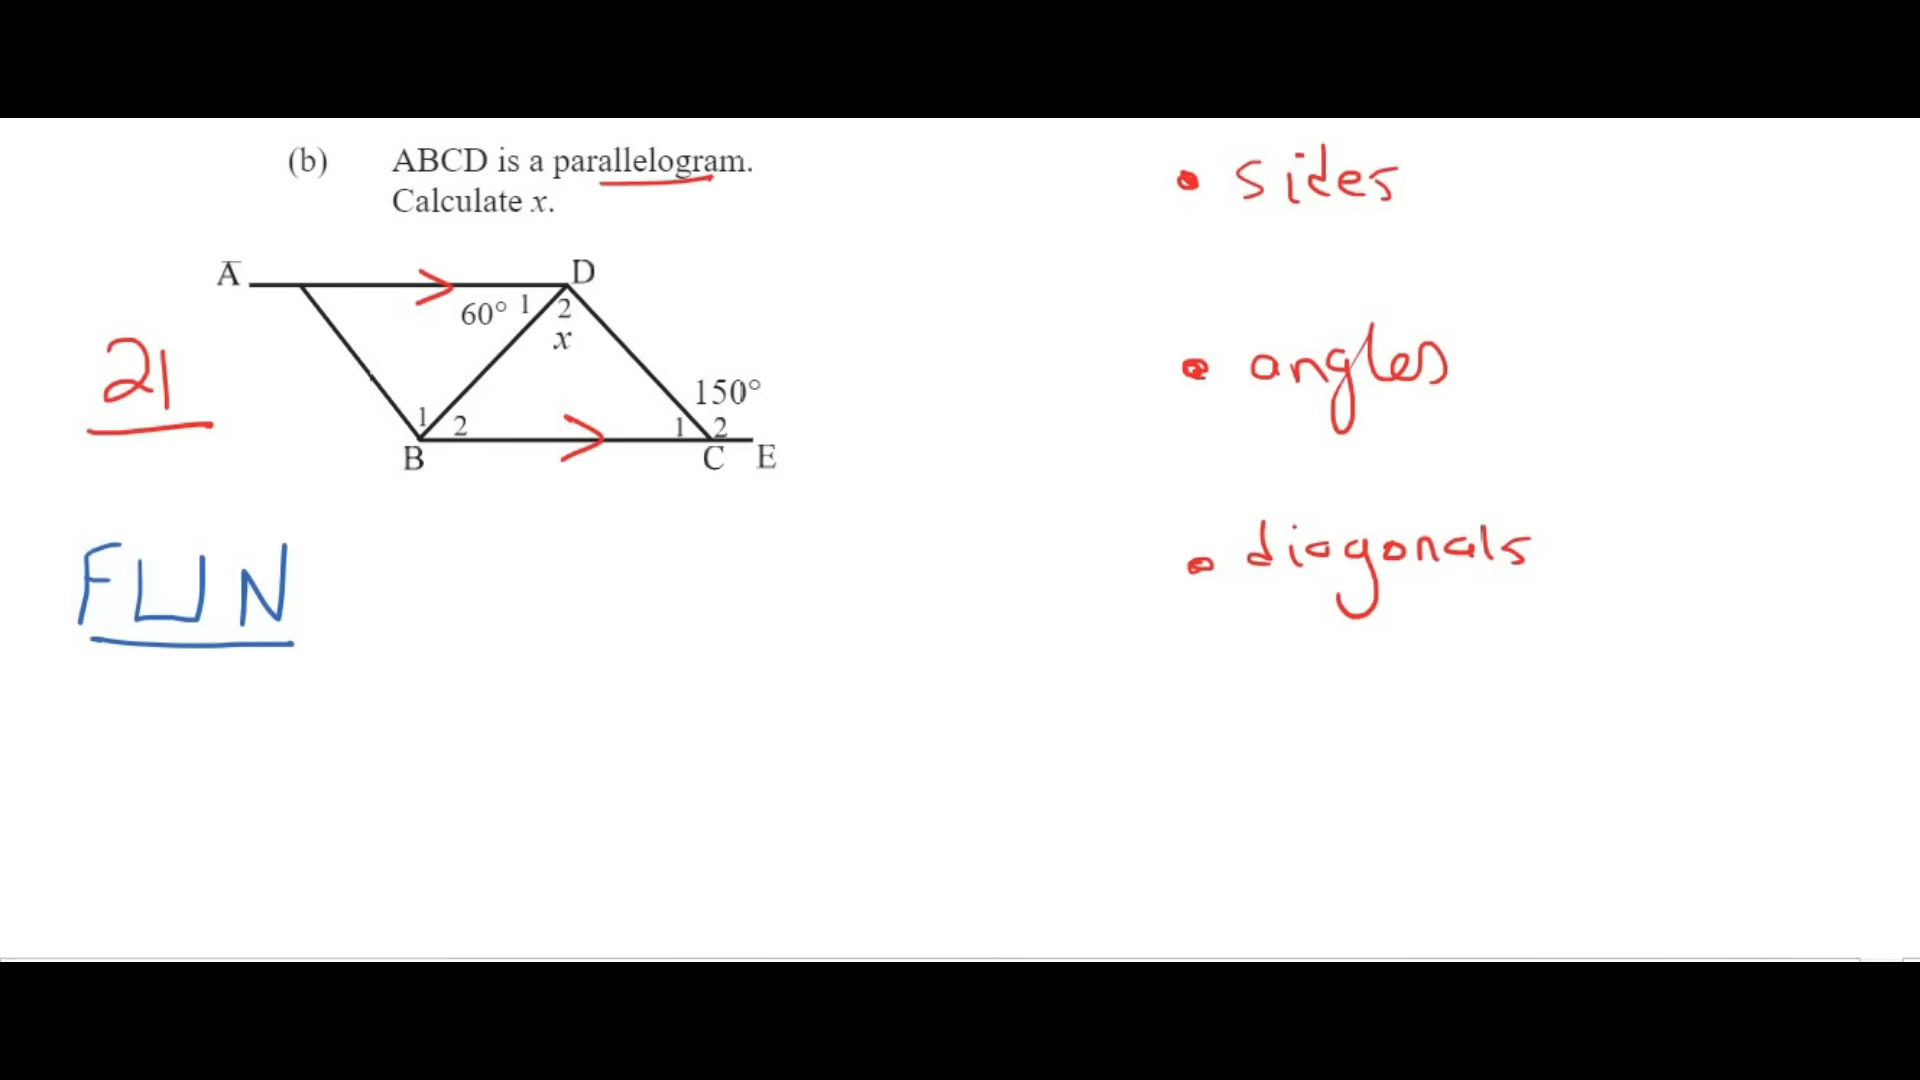 (b) ABCD is a parallelogram.
Calculate x.
• sides
A
D
60° 1 2
x
21
• angles
150°
1 2 1 2
B C E
FUN
• diagonals